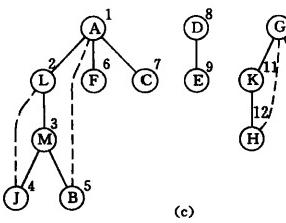 A 1 D 8 G
L 2 F 6 C 7 E 9 K 11
M 3 H 12
J 4 B 5
(c)